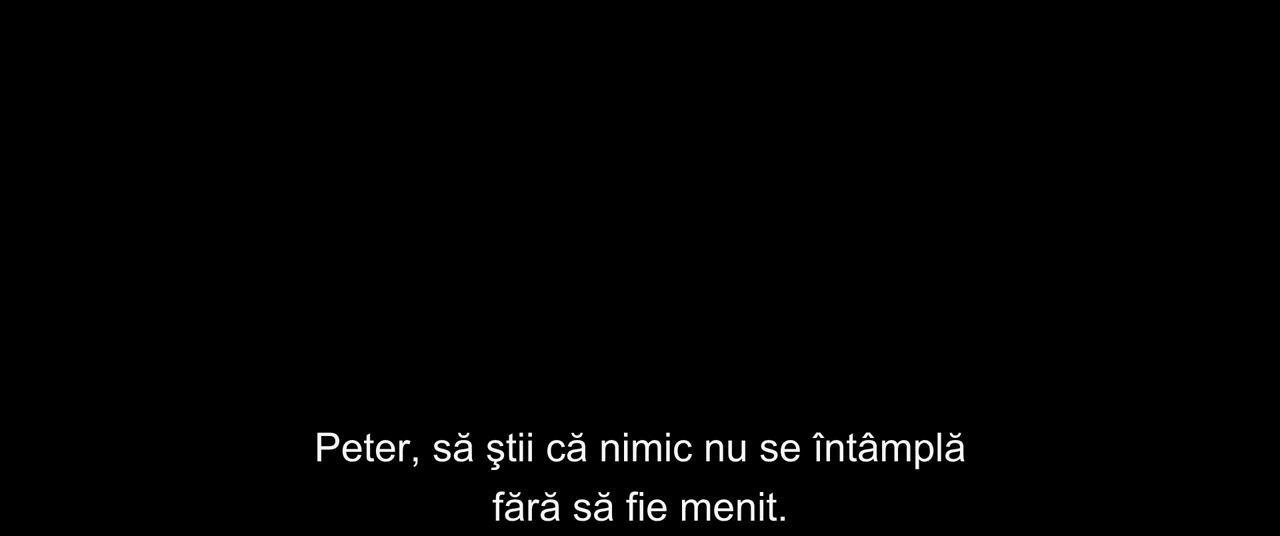 Peter, să ştii că nimic nu se întâmplă
fără să fie menit.